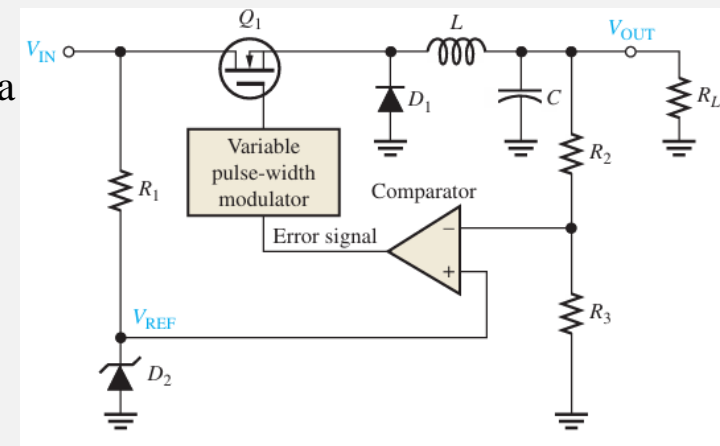 Q1
L
VOUT
VIN
a
D1
C
RL
Variable
pulse-width
modulator
R2
R1
Comparator
−
Error signal
+
VREF
R3
D2